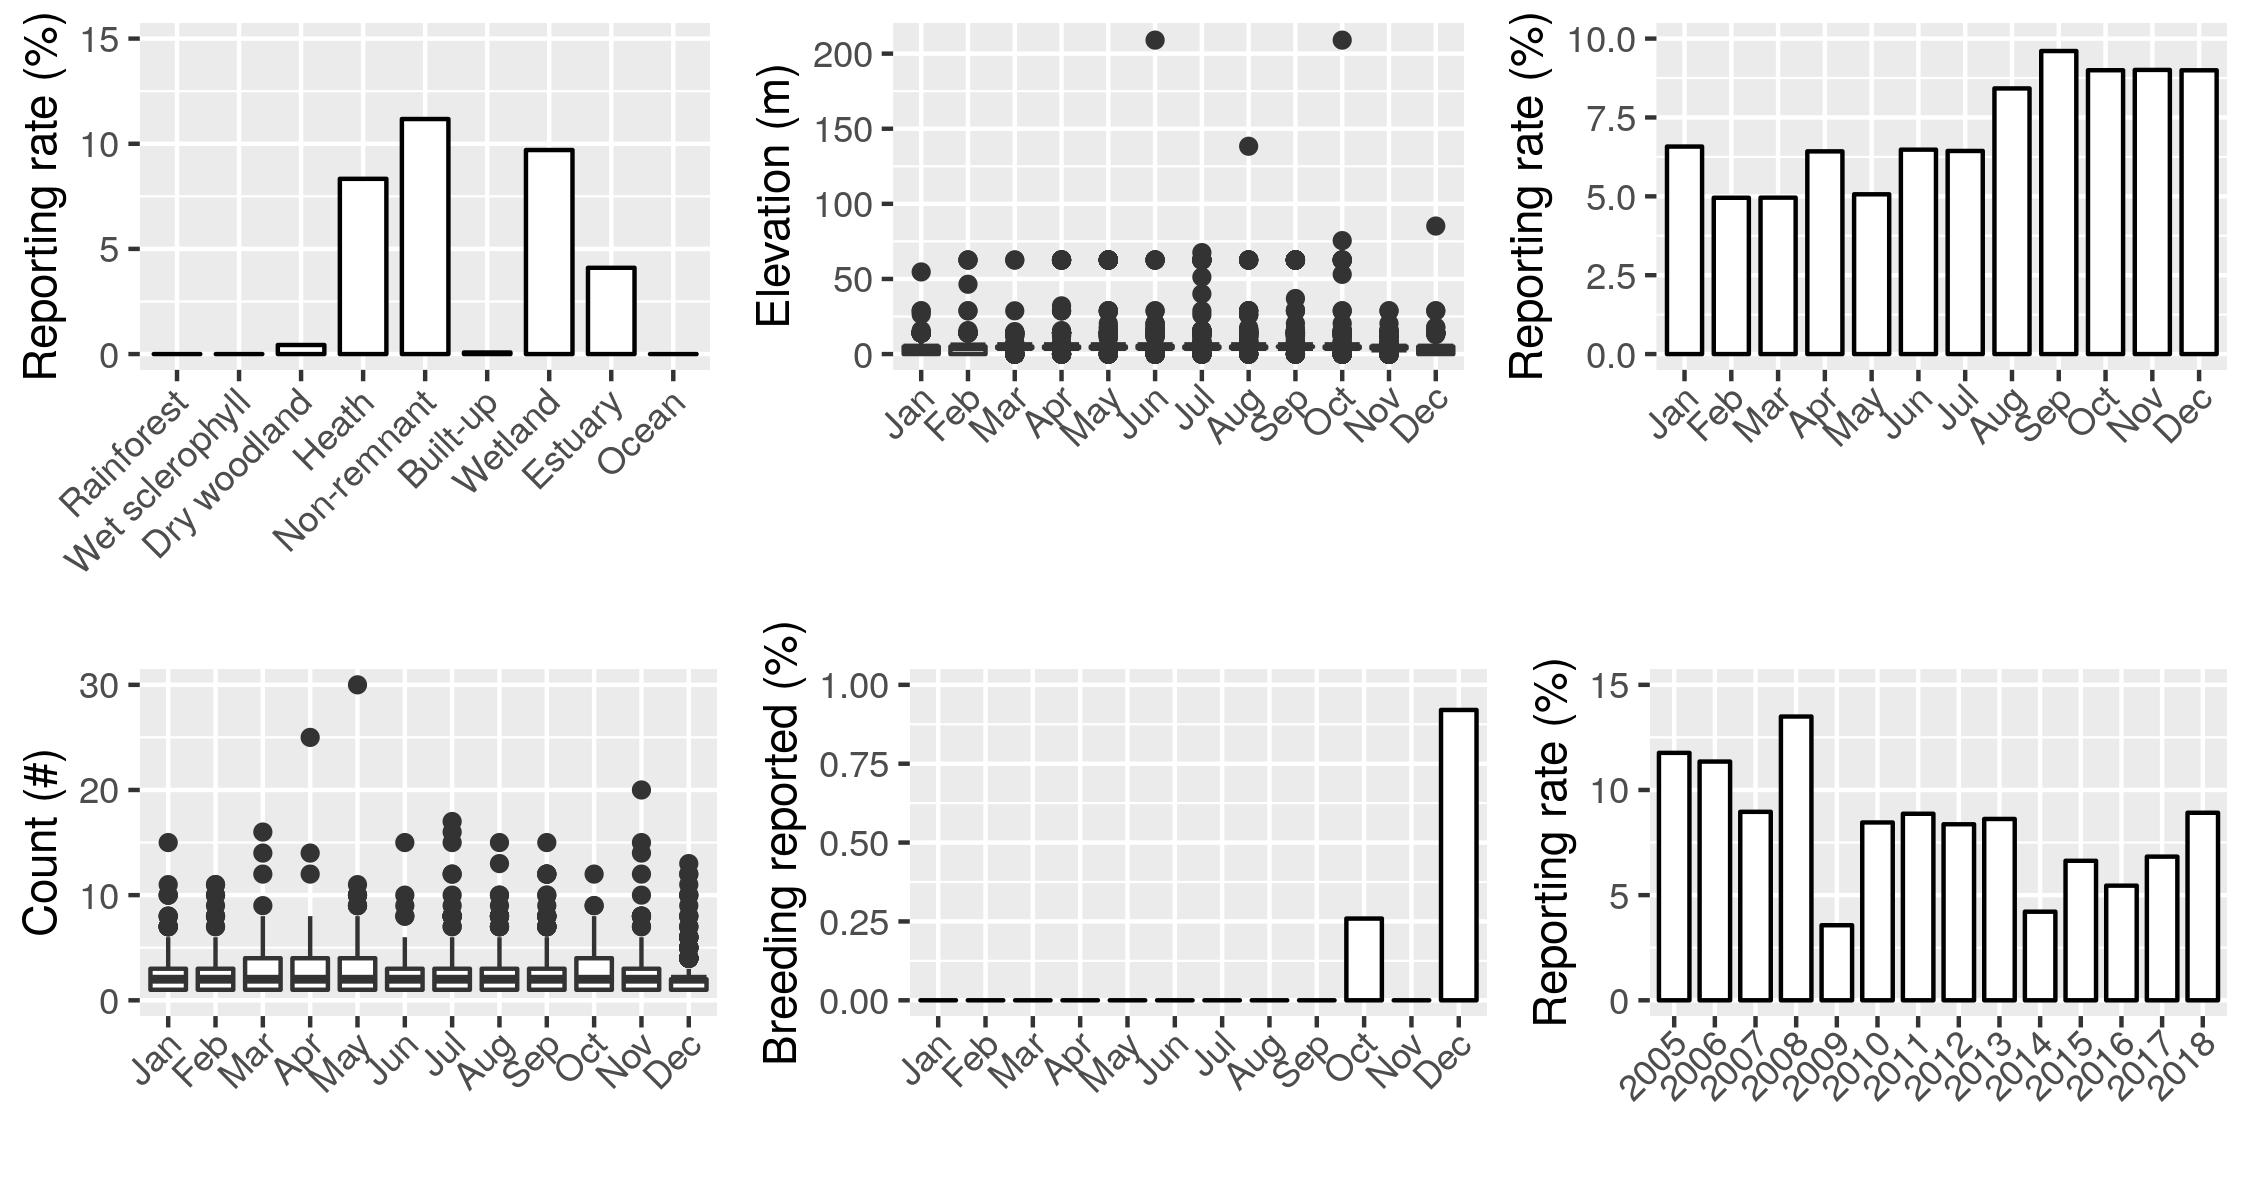 Reporting rate (%)
15
10
5
0
Rainforest
Wet sclerophyll
Dry woodland
Heath
Non-remnant
Built-up
Wetland
Estuary
Ocean
Elevation (m)
200
150
100
50
0
Jan
Feb
Mar
Apr
May
Jun
Jul
Aug
Sep
Oct
Nov
Dec
Reporting rate (%)
10.0
7.5
5.0
2.5
0.0
Jan
Feb
Mar
Apr
May
Jun
Jul
Aug
Sep
Oct
Nov
Dec
Count (#)
30
20
10
0
Jan
Feb
Mar
Apr
May
Jun
Jul
Aug
Sep
Oct
Nov
Dec
Breeding reported (%)
1.00
0.75
0.50
0.25
0.00
Jan
Feb
Mar
Apr
May
Jun
Jul
Aug
Sep
Oct
Nov
Dec
Reporting rate (%)
15
10
5
0
2005
2006
2007
2008
2009
2010
2011
2012
2013
2014
2015
2016
2017
2018